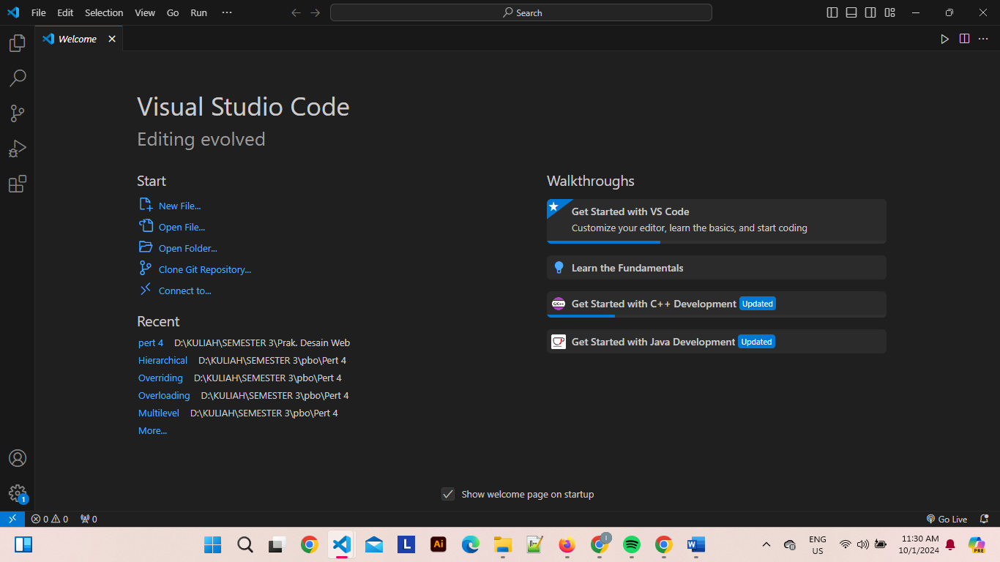 File Edit Selection View Go Run ···
Search
Welcome
Visual Studio Code
Editing evolved
Start
New File...
Open File...
Open Folder...
Clone Git Repository...
Connect to...
Recent
pert 4 D:\KULIAH\SEMESTER 3\Prak. Desain Web
Hierarchical D:\KULIAH\SEMESTER 3\pbo\Pert 4
Overriding D:\KULIAH\SEMESTER 3\pbo\Pert 4
Overloading D:\KULIAH\SEMESTER 3\pbo\Pert 4
Multilevel D:\KULIAH\SEMESTER 3\pbo\Pert 4
More...
Walkthroughs
Get Started with VS Code
Customize your editor, learn the basics, and start coding
Learn the Fundamentals
C/C++ Get Started with C++ Development Updated
Get Started with Java Development Updated
Show welcome page on startup
1
0 0 0
Go Live
L Ai
ENG
US
11:30 AM
10/1/2024
PRE